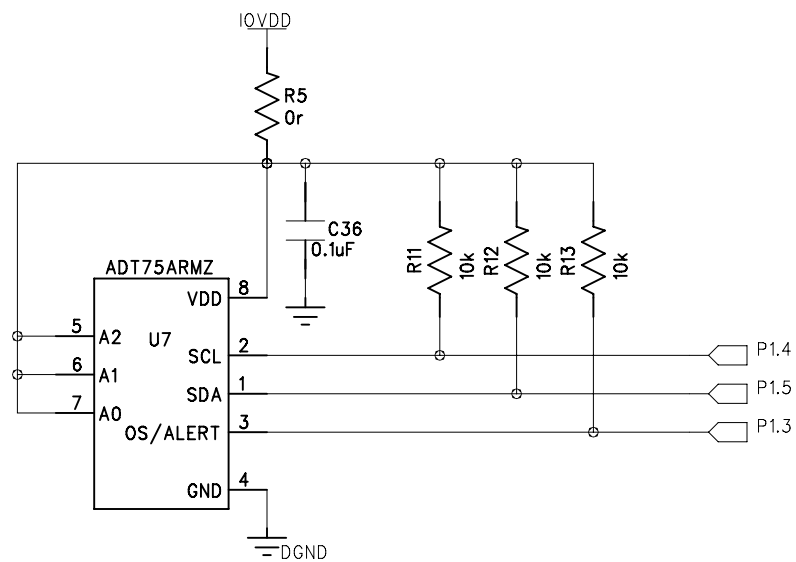 IOVDD
R5
0r
C36
0.1uF
R11
10k
R12
10k
R13
10k
ADT75ARMZ
U7
VDD 8
5 A2
SCL 2
P1.4
6 A1
SDA 1
P1.5
7 A0
OS/ALERT 3
P1.3
GND 4
DGND